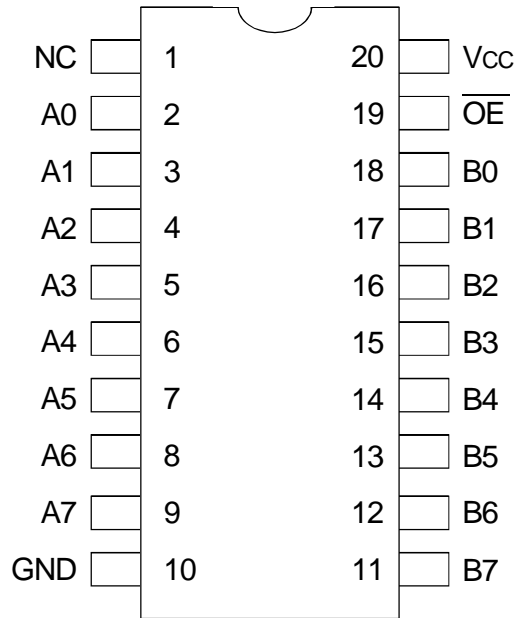 NC 1 20 Vcc
A0 2 19 O̅E̅
A1 3 18 B0
A2 4 17 B1
A3 5 16 B2
A4 6 15 B3
A5 7 14 B4
A6 8 13 B5
A7 9 12 B6
GND 10 11 B7